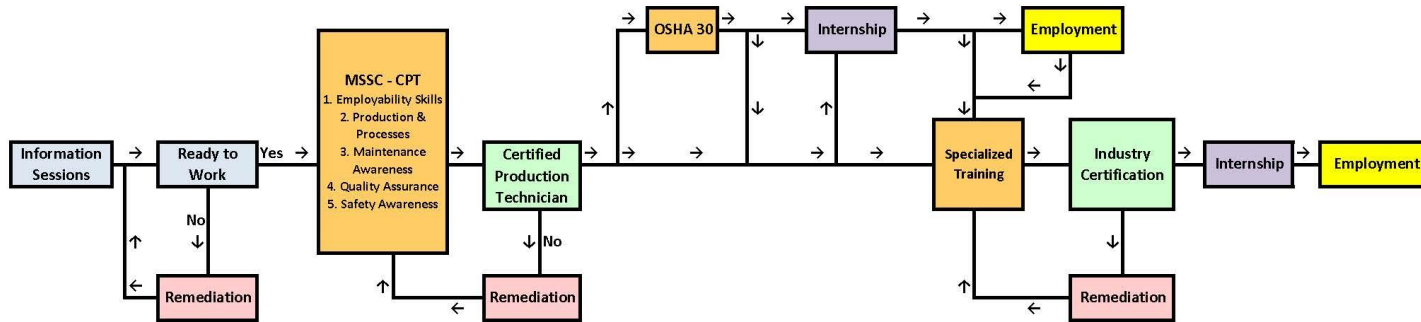 Information
Sessions
Ready to
Work
Yes
No
Remediation
MSSC - CPT
1. Employability Skills
2. Production &
Processes
3. Maintenance
Awareness
4. Quality Assurance
5. Safety Awareness
Certified
Production
Technician
No
Remediation
OSHA 30
Internship
Employment
Specialized
Training
Industry
Certification
Remediation
Internship
Employment